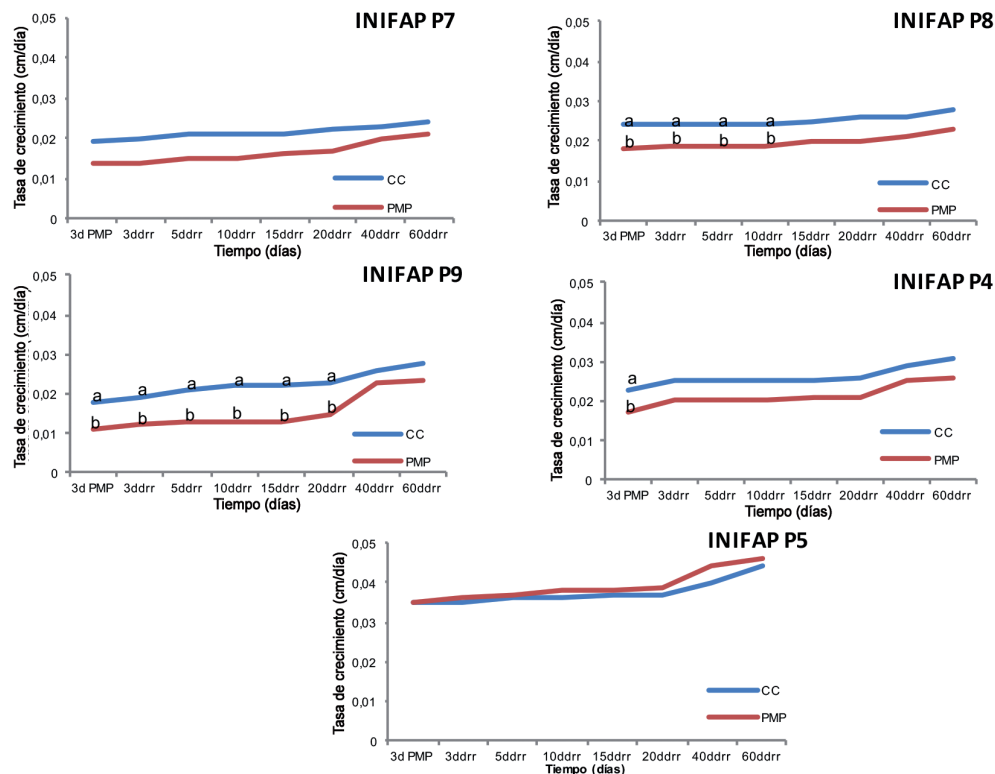 INIFAP P7
Tasa de crecimiento (cm/día)
0,05
0,04
0,03
0,02
0,01
0
CC
PMP
3d PMP 3ddrr 5ddrr 10ddrr 15ddrr 20ddrr 40ddrr 60ddrr
Tiempo (días)
INIFAP P8
Tasa de crecimiento (cm/día)
0,05
0,04
0,03
0,02
0,01
0
a a a a
b b b b
CC
PMP
3d PMP 3ddrr 5ddrr 10ddrr 15ddrr 20ddrr 40ddrr 60ddrr
Tiempo (días)
INIFAP P9
Tasa de crecimiento (cm/día)
0,05
0,04
0,03
0,02
0,01
0
a a a a a a
b b b b b b
CC
PMP
3d PMP 3ddrr 5ddrr 10ddrr 15ddrr 20ddrr 40ddrr 60ddrr
Tiempo (días)
INIFAP P4
Tasa de crecimiento (cm/día)
0,05
0,04
0,03
0,02
0,01
0
a
b
CC
PMP
3d PMP 3ddrr 5ddrr 10ddrr 15ddrr 20ddrr 40ddrr 60ddrr
Tiempo (días)
INIFAP P5
Tasa de crecimiento (cm/día)
0,05
0,04
0,03
0,02
0,01
0
CC
PMP
3d PMP 3ddrr 5ddrr 10ddrr 15ddrr 20ddrr 40ddrr 60ddrr
Tiempo (días)